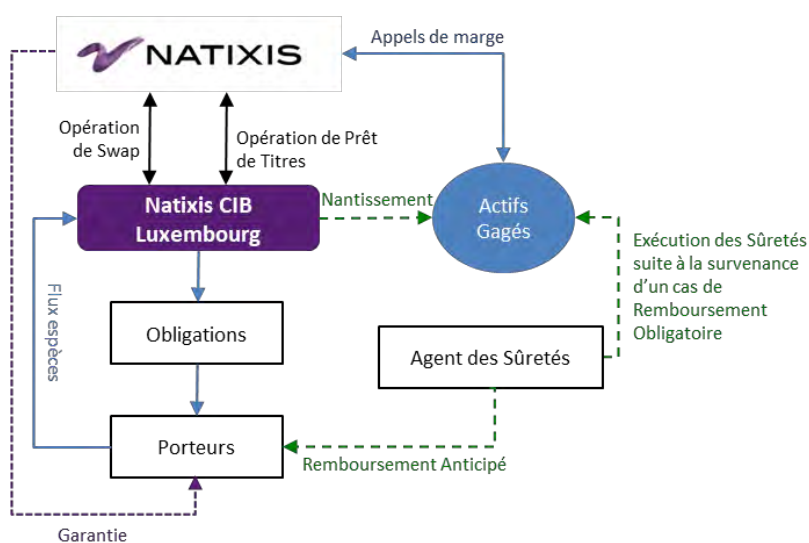 NATIXIS
Appels de marge
Opération
de Swap
Opération de Prêt
de Titres
Natixis CIB
Luxembourg
Nantissement
Actifs
Gagés
Exécution des Sûretés
suite à la survenance
d'un cas de
Remboursement
Obligatoire
Flux espèces
Obligations
Agent des Sûretés
Porteurs
Remboursement Anticipé
Garantie